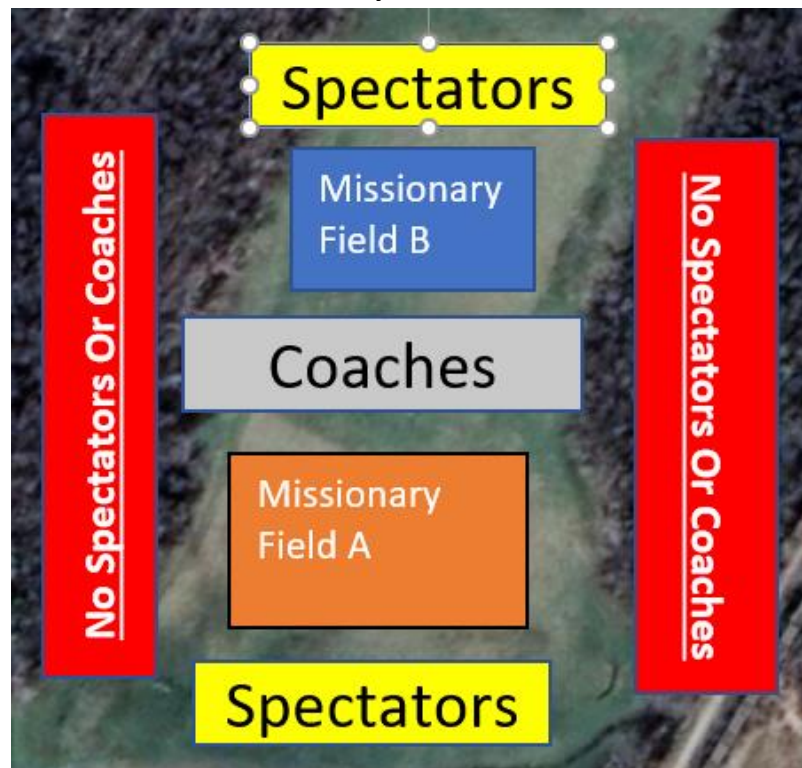 Spectators
No Spectators Or Coaches
Missionary
Field B
No Spectators Or Coaches
Coaches
Missionary
Field A
Spectators